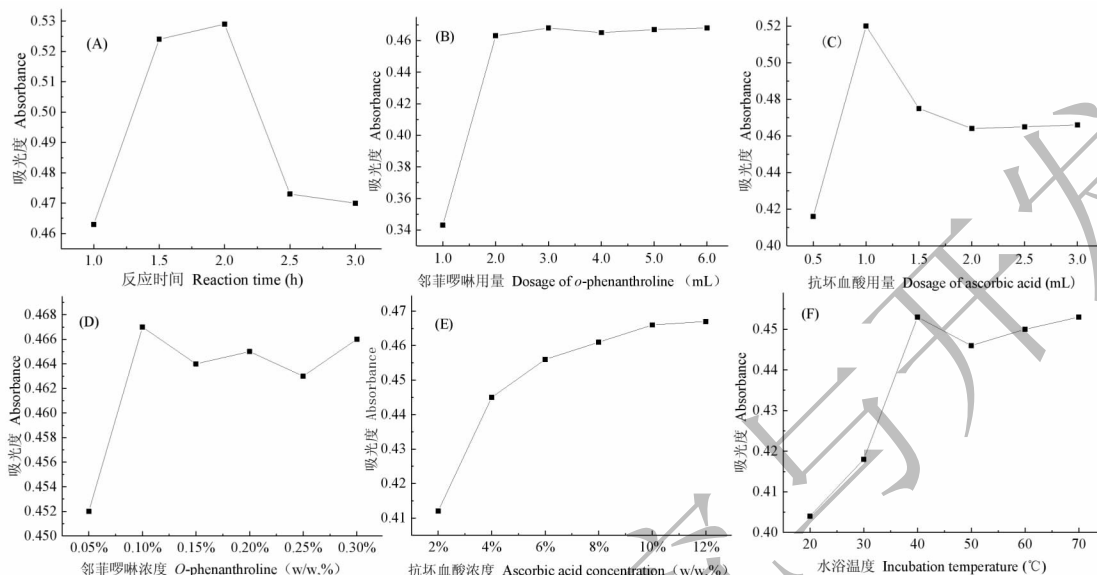 (A)
吸光度 Absorbance
0.53
0.52
0.51
0.50
0.49
0.48
0.47
0.46
1.0 1.5 2.0 2.5 3.0
反应时间 Reaction time (h)
(B)
吸光度 Absorbance
0.46
0.44
0.42
0.40
0.38
0.36
0.34
1.0 2.0 3.0 4.0 5.0 6.0
邻菲啰啉用量 Dosage of o-phenanthroline （mL）
(C)
吸光度 Absorbance
0.52
0.50
0.48
0.46
0.44
0.42
0.40
0.5 1.0 1.5 2.0 2.5 3.0
抗坏血酸用量 Dosage of ascorbic acid (mL)
(D)
吸光度 Absorbance
0.468
0.466
0.464
0.462
0.460
0.458
0.456
0.454
0.452
0.450
0.05% 0.10% 0.15% 0.20% 0.25% 0.30%
邻菲啰啉浓度 O-phenanthroline（w/w,%）
(E)
吸光度 Absorbance
0.47
0.46
0.45
0.44
0.43
0.42
0.41
2% 4% 6% 8% 10% 12%
抗坏血酸浓度 Ascorbic acid concentration（w/w,%）
(F)
吸光度 Absorbance
0.45
0.44
0.43
0.42
0.41
0.40
20 30 40 50 60 70
水浴温度 Incubation temperature (℃)